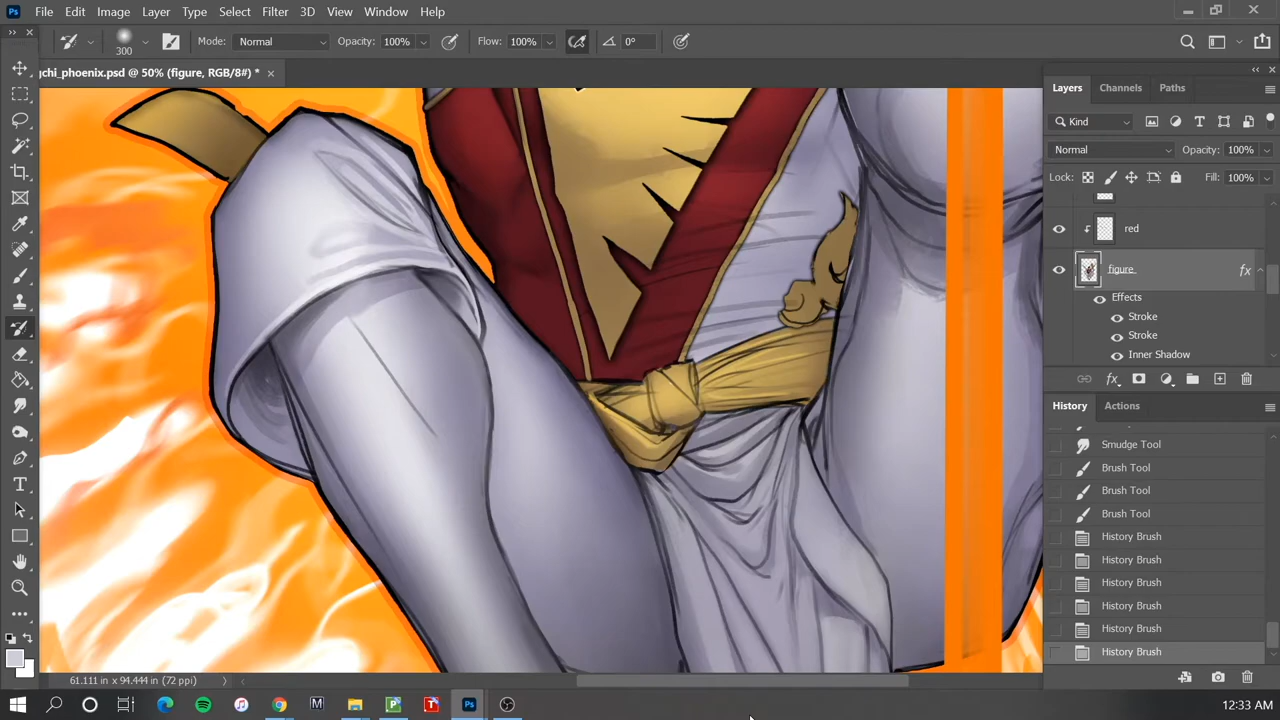 Ps File Edit Image Layer Type Select Filter 3D View Window Help
300 Mode: Normal Opacity: 100% Flow: 100% 0°
gchi_phoenix.psd @ 50% (figure, RGB/8#) * ×
Layers Channels Paths
Kind
Normal Opacity: 100%
Lock: Fill: 100%
red
figure fx
Effects
Stroke
Stroke
Inner Shadow
fx
History Actions
Smudge Tool
Brush Tool
Brush Tool
Brush Tool
History Brush
History Brush
History Brush
History Brush
History Brush
History Brush
61.111 in x 94.444 in (72 ppi)
12:33 AM